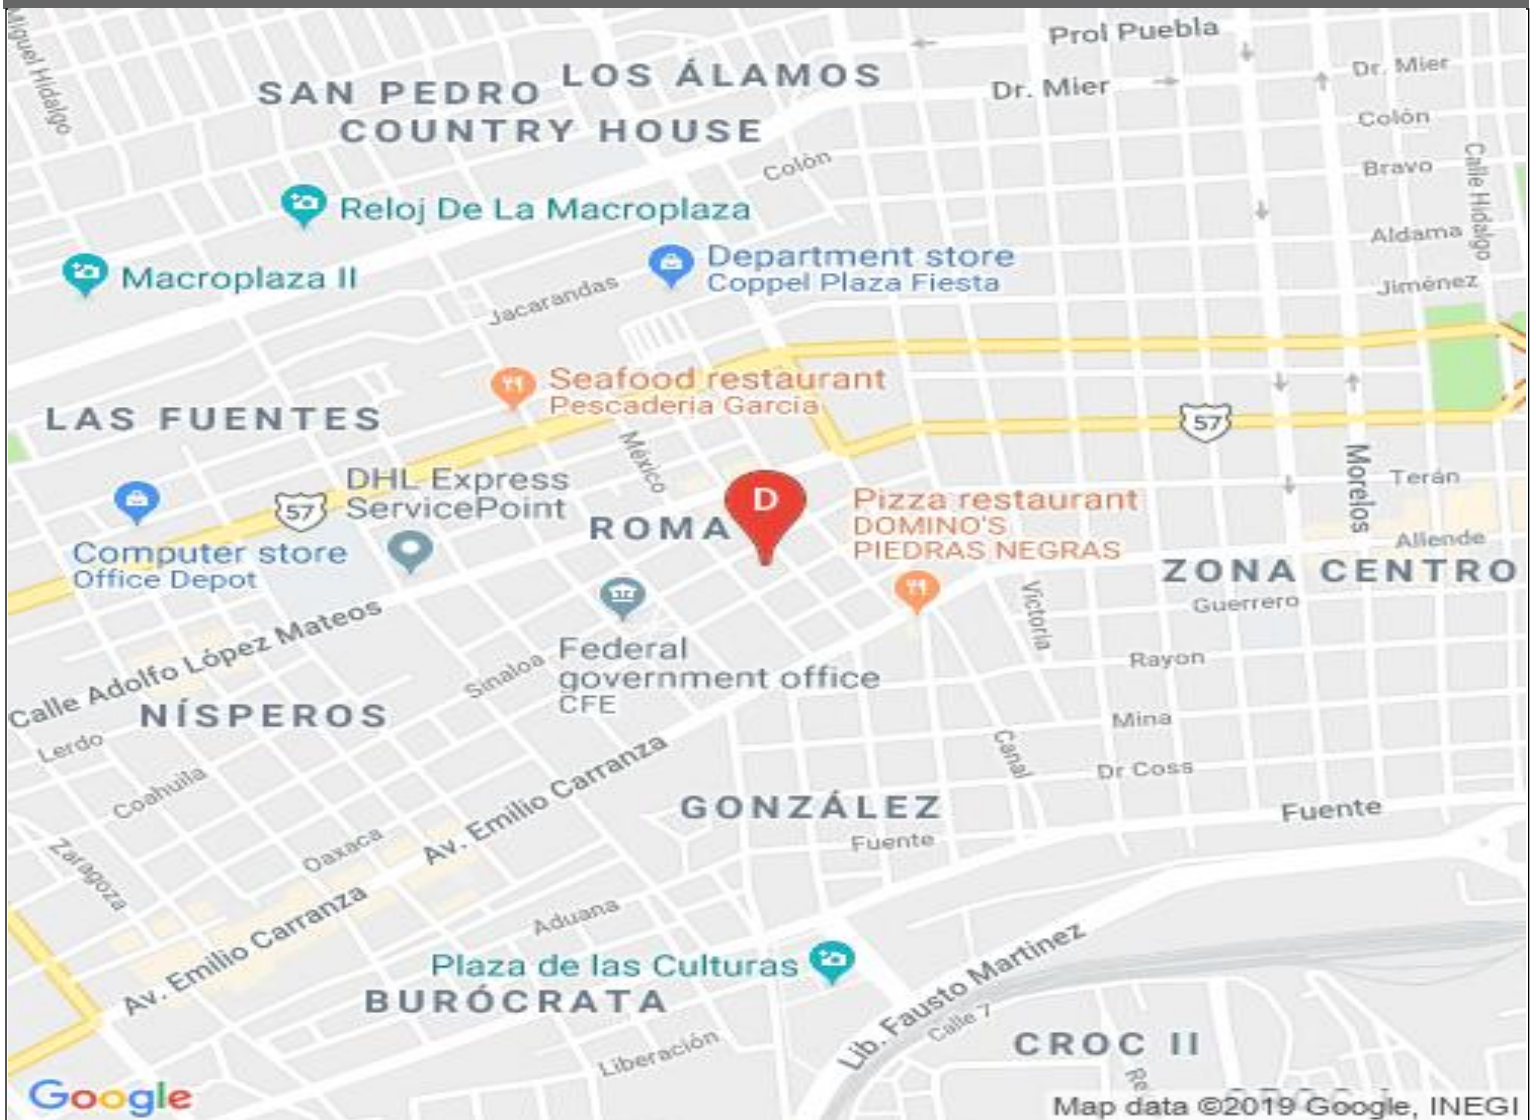 Miguel Hidalgo
Prol Puebla
SAN PEDRO
COUNTRY HOUSE
LOS ÁLAMOS
Dr. Mier
Dr. Mier
Colón
Colón
Bravo
Calle Hidalgo
Reloj De La Macroplaza
Aldama
Macroplaza II
Department store
Coppel Plaza Fiesta
Jiménez
Jacarandas
Seafood restaurant
Pescaderia Garcia
LAS FUENTES
57
México
Morelos
DHL Express
ServicePoint
57
Terán
D
ROMA
Pizza restaurant
DOMINO'S
PIEDRAS NEGRAS
Allende
Computer store
Office Depot
ZONA CENTRO
Guerrero
Victoria
Calle Adolfo López Mateos
Federal
government office
CFE
Sinaloa
Rayon
NÍSPEROS
Lerdo
Mina
Canal
Dr Coss
Coahuila
Av. Emilio Carranza
GONZÁLEZ
Fuente
Fuente
Zaragoza
Oaxaca
Av. Emilio Carranza
Aduana
Plaza de las Culturas
BURÓCRATA
Lib. Fausto Martinez
Calle 7
Liberación
CROC II
Google
Map data ©2019 Google, INEGI